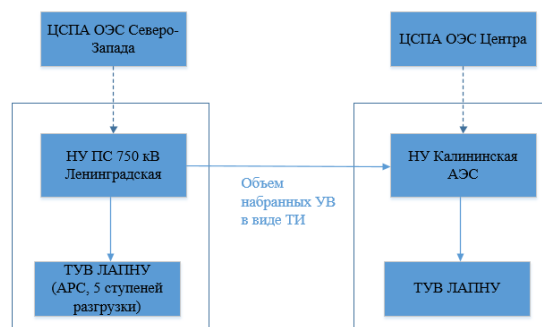 ЦСПА ОЭС Северо-
Запада
ЦСПА ОЭС Центра
НУ ПС 750 кВ
Ленинградская
НУ Калининская
АЭС
Объем
набранных УВ
в виде ТИ
ТУВ ЛАПНУ
(АРС, 5 ступеней
разгрузки)
ТУВ ЛАПНУ